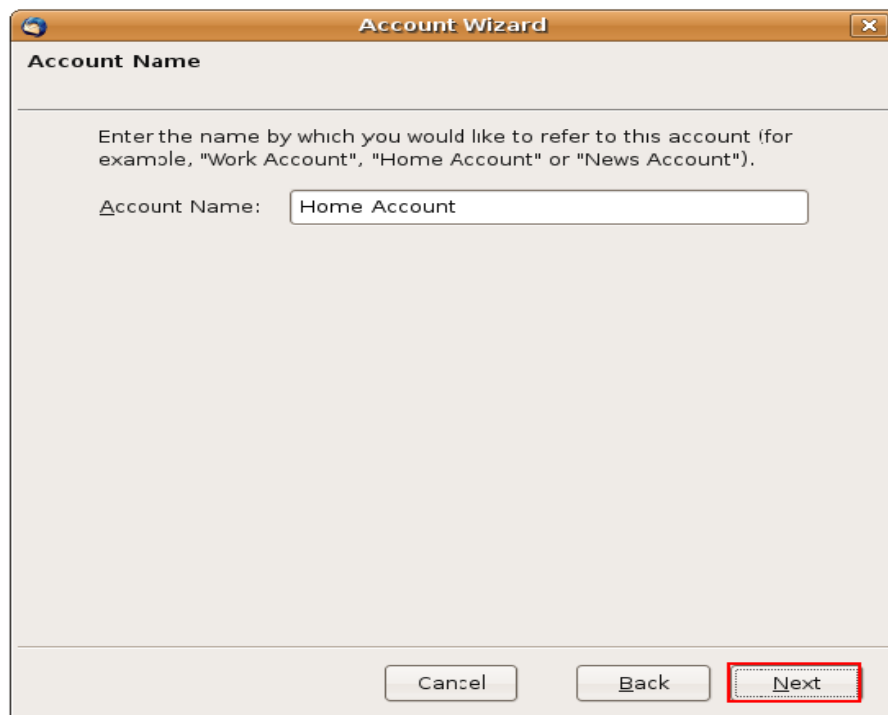 Account Wizard
Account Name
Enter the name by which you would like to refer to this account (for
example, "Work Account", "Home Account" or "News Account").
Account Name: Home Account
Cancel Back Next